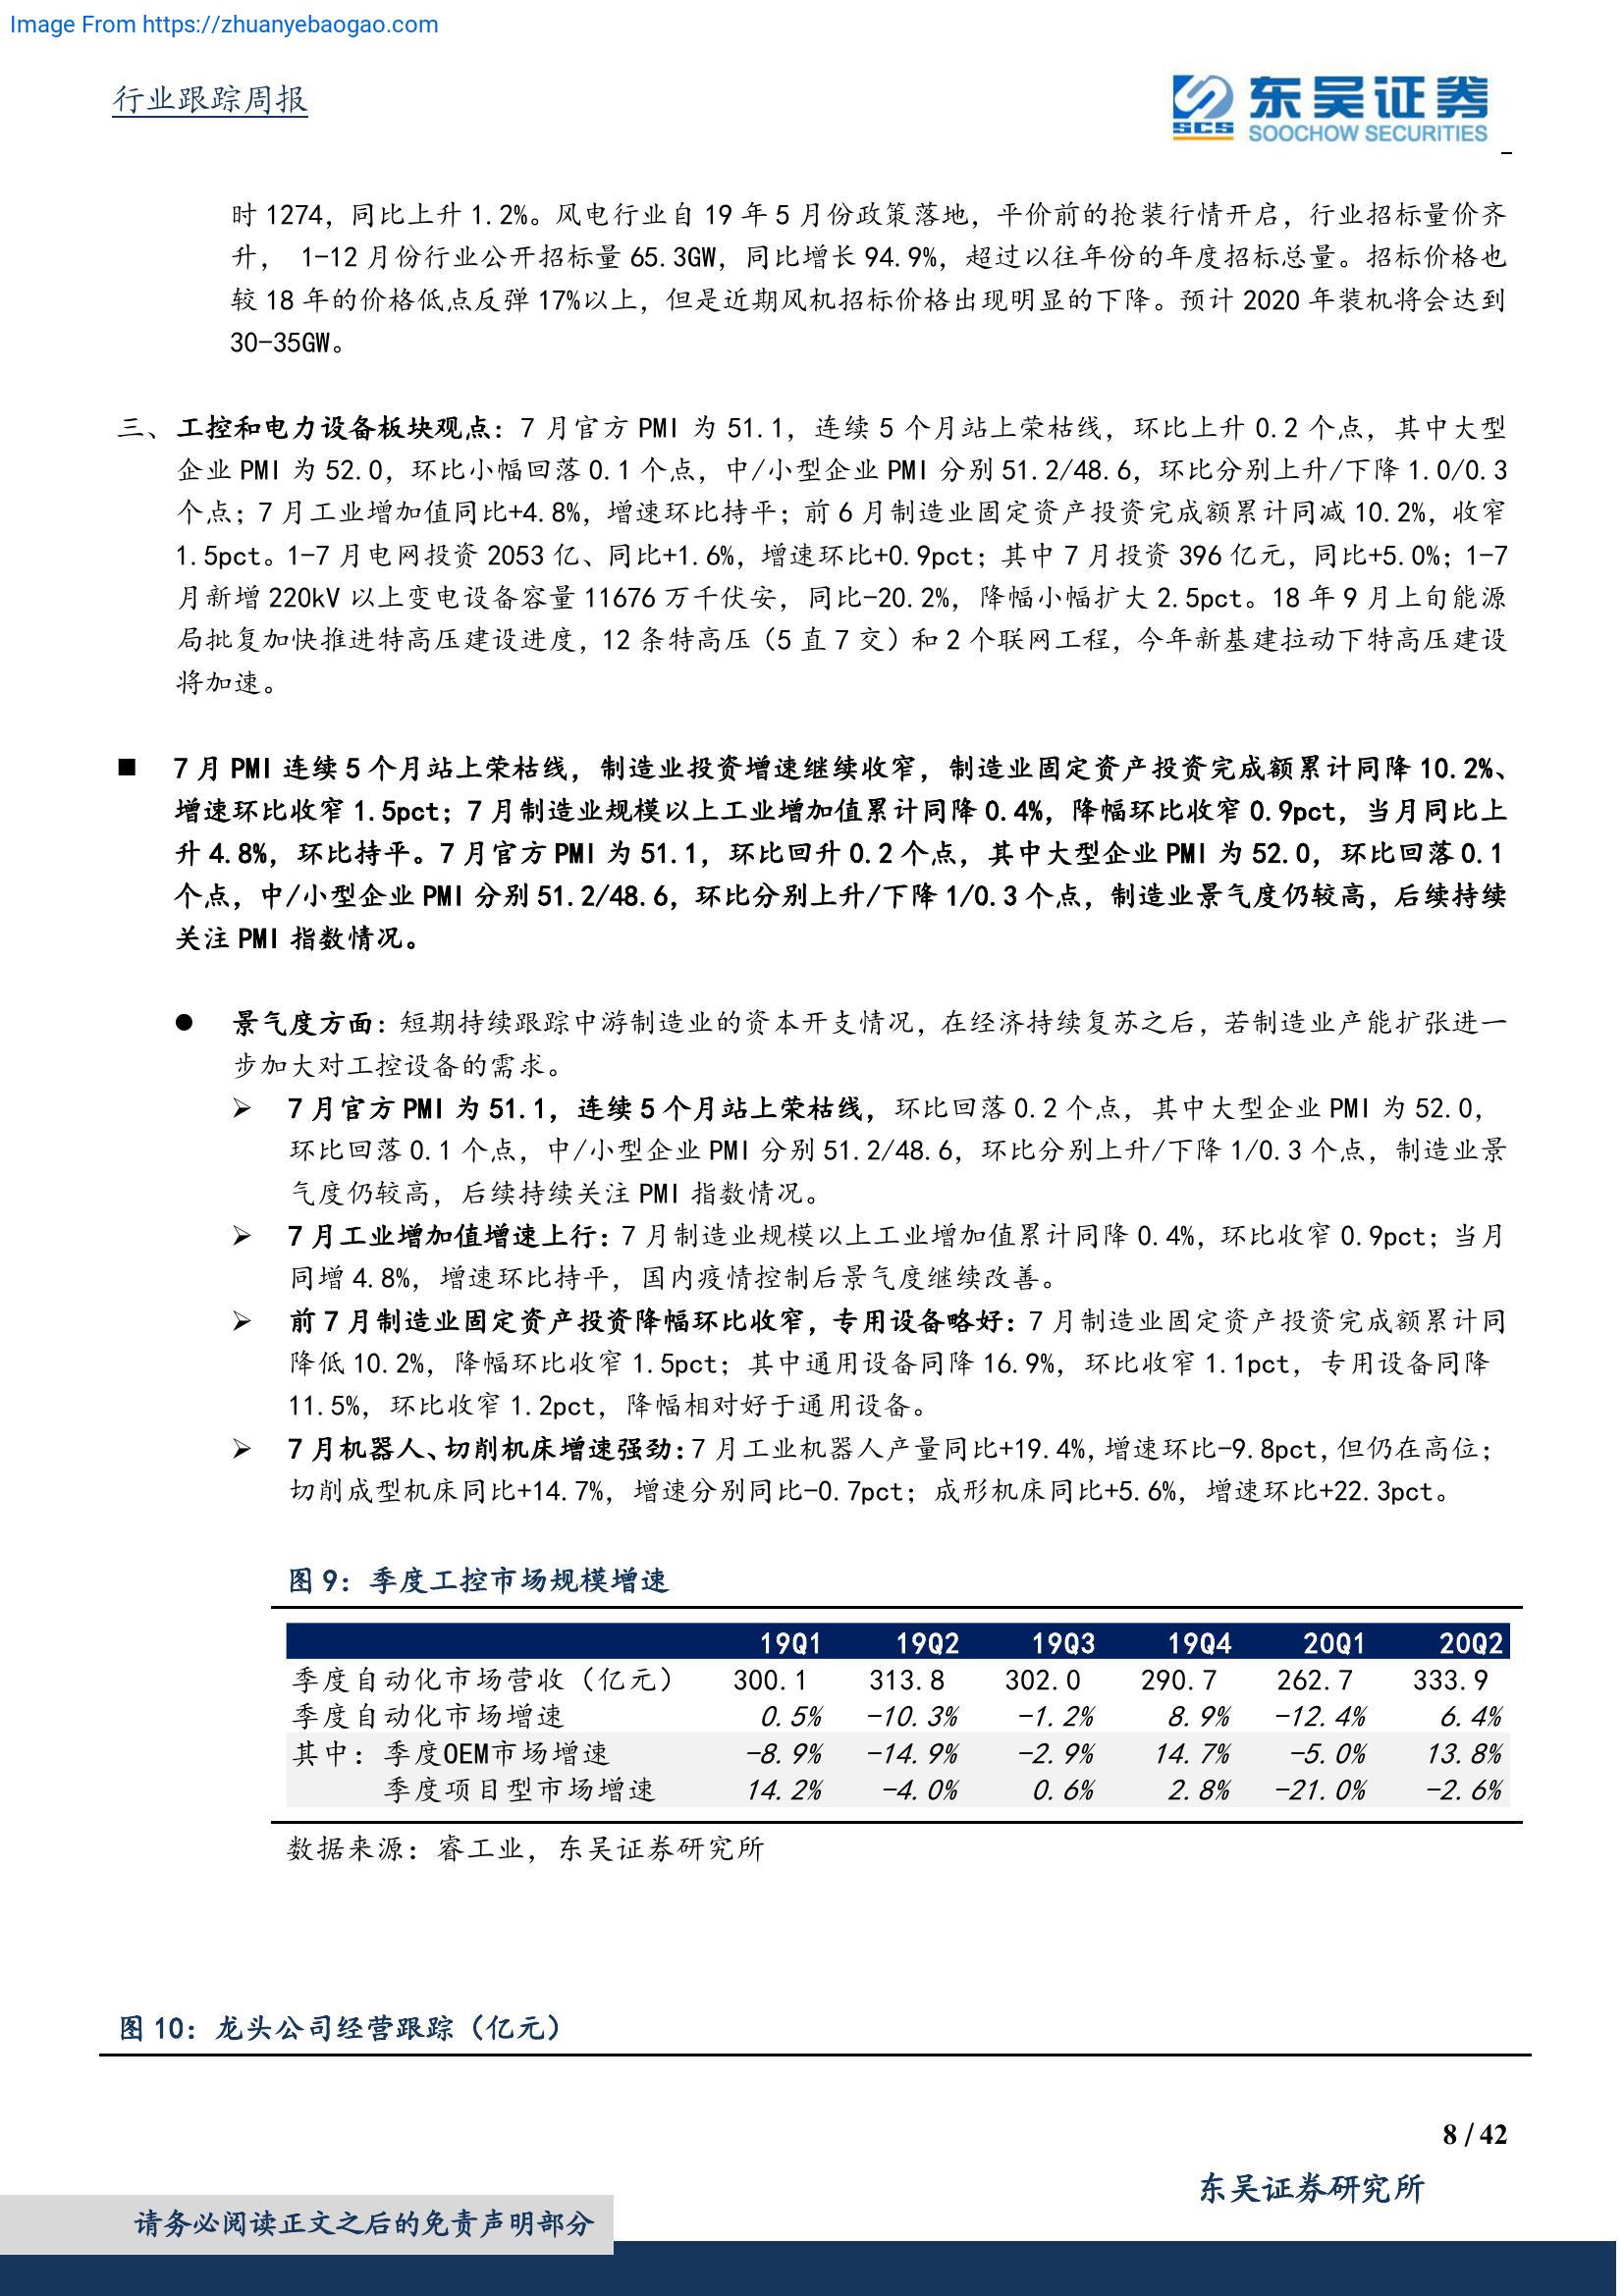 Image From https://zhuanyebaogao.com
行业跟踪周报
SCS 东吴证券
SOOCHOW SECURITIES
时 1274，同比上升 1.2%。风电行业自 19 年 5 月份政策落地，平价前的抢装行情开启，行业招标量价齐
升， 1-12 月份行业公开招标量 65.3GW，同比增长 94.9%，超过以往年份的年度招标总量。招标价格也
较 18 年的价格低点反弹 17%以上，但是近期风机招标价格出现明显的下降。预计 2020 年装机将会达到
30-35GW。
三、工控和电力设备板块观点：7 月官方 PMI 为 51.1，连续 5 个月站上荣枯线，环比上升 0.2 个点，其中大型
企业 PMI 为 52.0，环比小幅回落 0.1 个点，中/小型企业 PMI 分别 51.2/48.6，环比分别上升/下降 1.0/0.3
个点；7 月工业增加值同比+4.8%，增速环比持平；前 6 月制造业固定资产投资完成额累计同减 10.2%，收窄
1.5pct。1-7 月电网投资 2053 亿、同比+1.6%，增速环比+0.9pct；其中 7 月投资 396 亿元，同比+5.0%；1-7
月新增 220kV 以上变电设备容量 11676 万千伏安，同比-20.2%，降幅小幅扩大 2.5pct。18 年 9 月上旬能源
局批复加快推进特高压建设进度，12 条特高压（5 直 7 交）和 2 个联网工程，今年新基建拉动下特高压建设
将加速。
■ 7 月 PMI 连续 5 个月站上荣枯线，制造业投资增速继续收窄，制造业固定资产投资完成额累计同降 10.2%、
增速环比收窄 1.5pct；7 月制造业规模以上工业增加值累计同降 0.4%，降幅环比收窄 0.9pct，当月同比上
升 4.8%，环比持平。7 月官方 PMI 为 51.1，环比回升 0.2 个点，其中大型企业 PMI 为 52.0，环比回落 0.1
个点，中/小型企业 PMI 分别 51.2/48.6，环比分别上升/下降 1/0.3 个点，制造业景气度仍较高，后续持续
关注 PMI 指数情况。
● 景气度方面：短期持续跟踪中游制造业的资本开支情况，在经济持续复苏之后，若制造业产能扩张进一
步加大对工控设备的需求。
➢ 7 月官方 PMI 为 51.1，连续 5 个月站上荣枯线，环比回落 0.2 个点，其中大型企业 PMI 为 52.0，
环比回落 0.1 个点，中/小型企业 PMI 分别 51.2/48.6，环比分别上升/下降 1/0.3 个点，制造业景
气度仍较高，后续持续关注 PMI 指数情况。
➢ 7 月工业增加值增速上行：7 月制造业规模以上工业增加值累计同降 0.4%，环比收窄 0.9pct；当月
同增 4.8%，增速环比持平，国内疫情控制后景气度继续改善。
➢ 前 7 月制造业固定资产投资降幅环比收窄，专用设备略好：7 月制造业固定资产投资完成额累计同
降低 10.2%，降幅环比收窄 1.5pct；其中通用设备同降 16.9%，环比收窄 1.1pct，专用设备同降
11.5%，环比收窄 1.2pct，降幅相对好于通用设备。
➢ 7 月机器人、切削机床增速强劲：7 月工业机器人产量同比+19.4%，增速环比-9.8pct，但仍在高位；
切削成型机床同比+14.7%，增速分别同比-0.7pct；成形机床同比+5.6%，增速环比+22.3pct。
图 9：季度工控市场规模增速
19Q1 19Q2 19Q3 19Q4 20Q1 20Q2
季度自动化市场营收（亿元） 300.1 313.8 302.0 290.7 262.7 333.9
季度自动化市场增速 0.5% -10.3% -1.2% 8.9% -12.4% 6.4%
其中：季度OEM市场增速 -8.9% -14.9% -2.9% 14.7% -5.0% 13.8%
季度项目型市场增速 14.2% -4.0% 0.6% 2.8% -21.0% -2.6%
数据来源：睿工业，东吴证券研究所
图 10：龙头公司经营跟踪（亿元）
8 / 42
东吴证券研究所
请务必阅读正文之后的免责声明部分